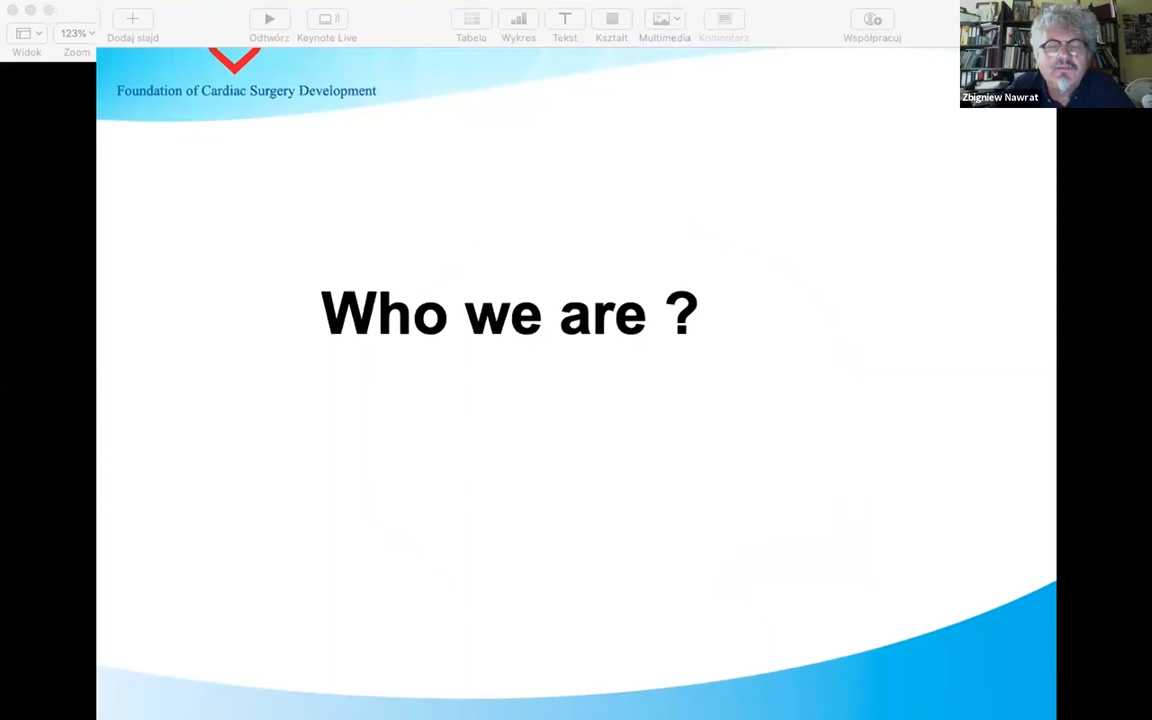 123%
Widok
Zoom
Dodaj slajd
Odtwórz
Keynote Live
Tabela
Wykres
Tekst
Kształt
Multimedia
Komentarz
Współpracuj
Zbigniew Nawrat
Foundation of Cardiac Surgery Development
Who we are ?